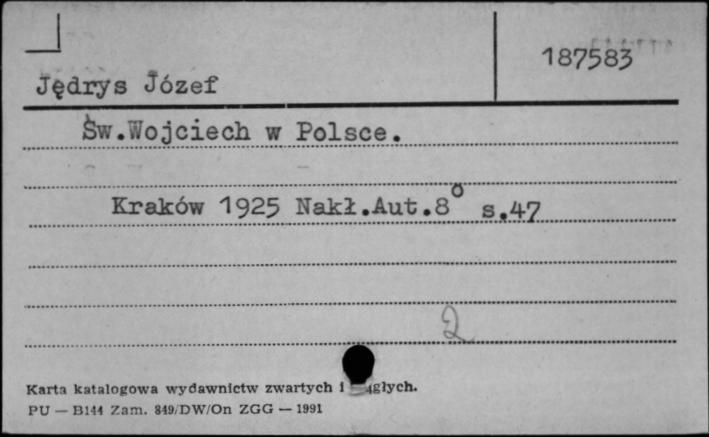 187583
Jędrys Józef
Św.Wojciech w Polsce.
Kraków 1925 Nakł.Aut.8° s.47
2
Karta katalogowa wydawnictw zwartych i
PU — B144 Zam. 849/DW/On ZGG — 1991